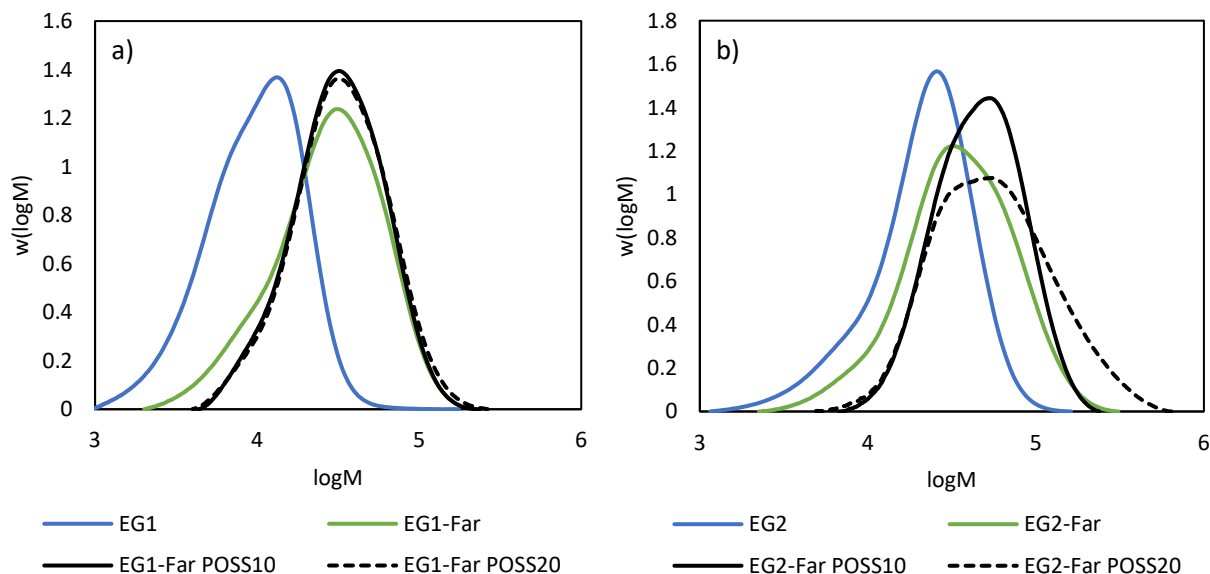 a)
1.6
1.4
1.2
1
0.8
0.6
0.4
0.2
0
w(logM)
3 4 5 6
logM
EG1 EG1-Far
EG1-Far POSS10 EG1-Far POSS20
b)
1.8
1.6
1.4
1.2
1
0.8
0.6
0.4
0.2
0
w(logM)
3 4 5 6
logM
EG2 EG2-Far
EG2-Far POSS10 EG2-Far POSS20